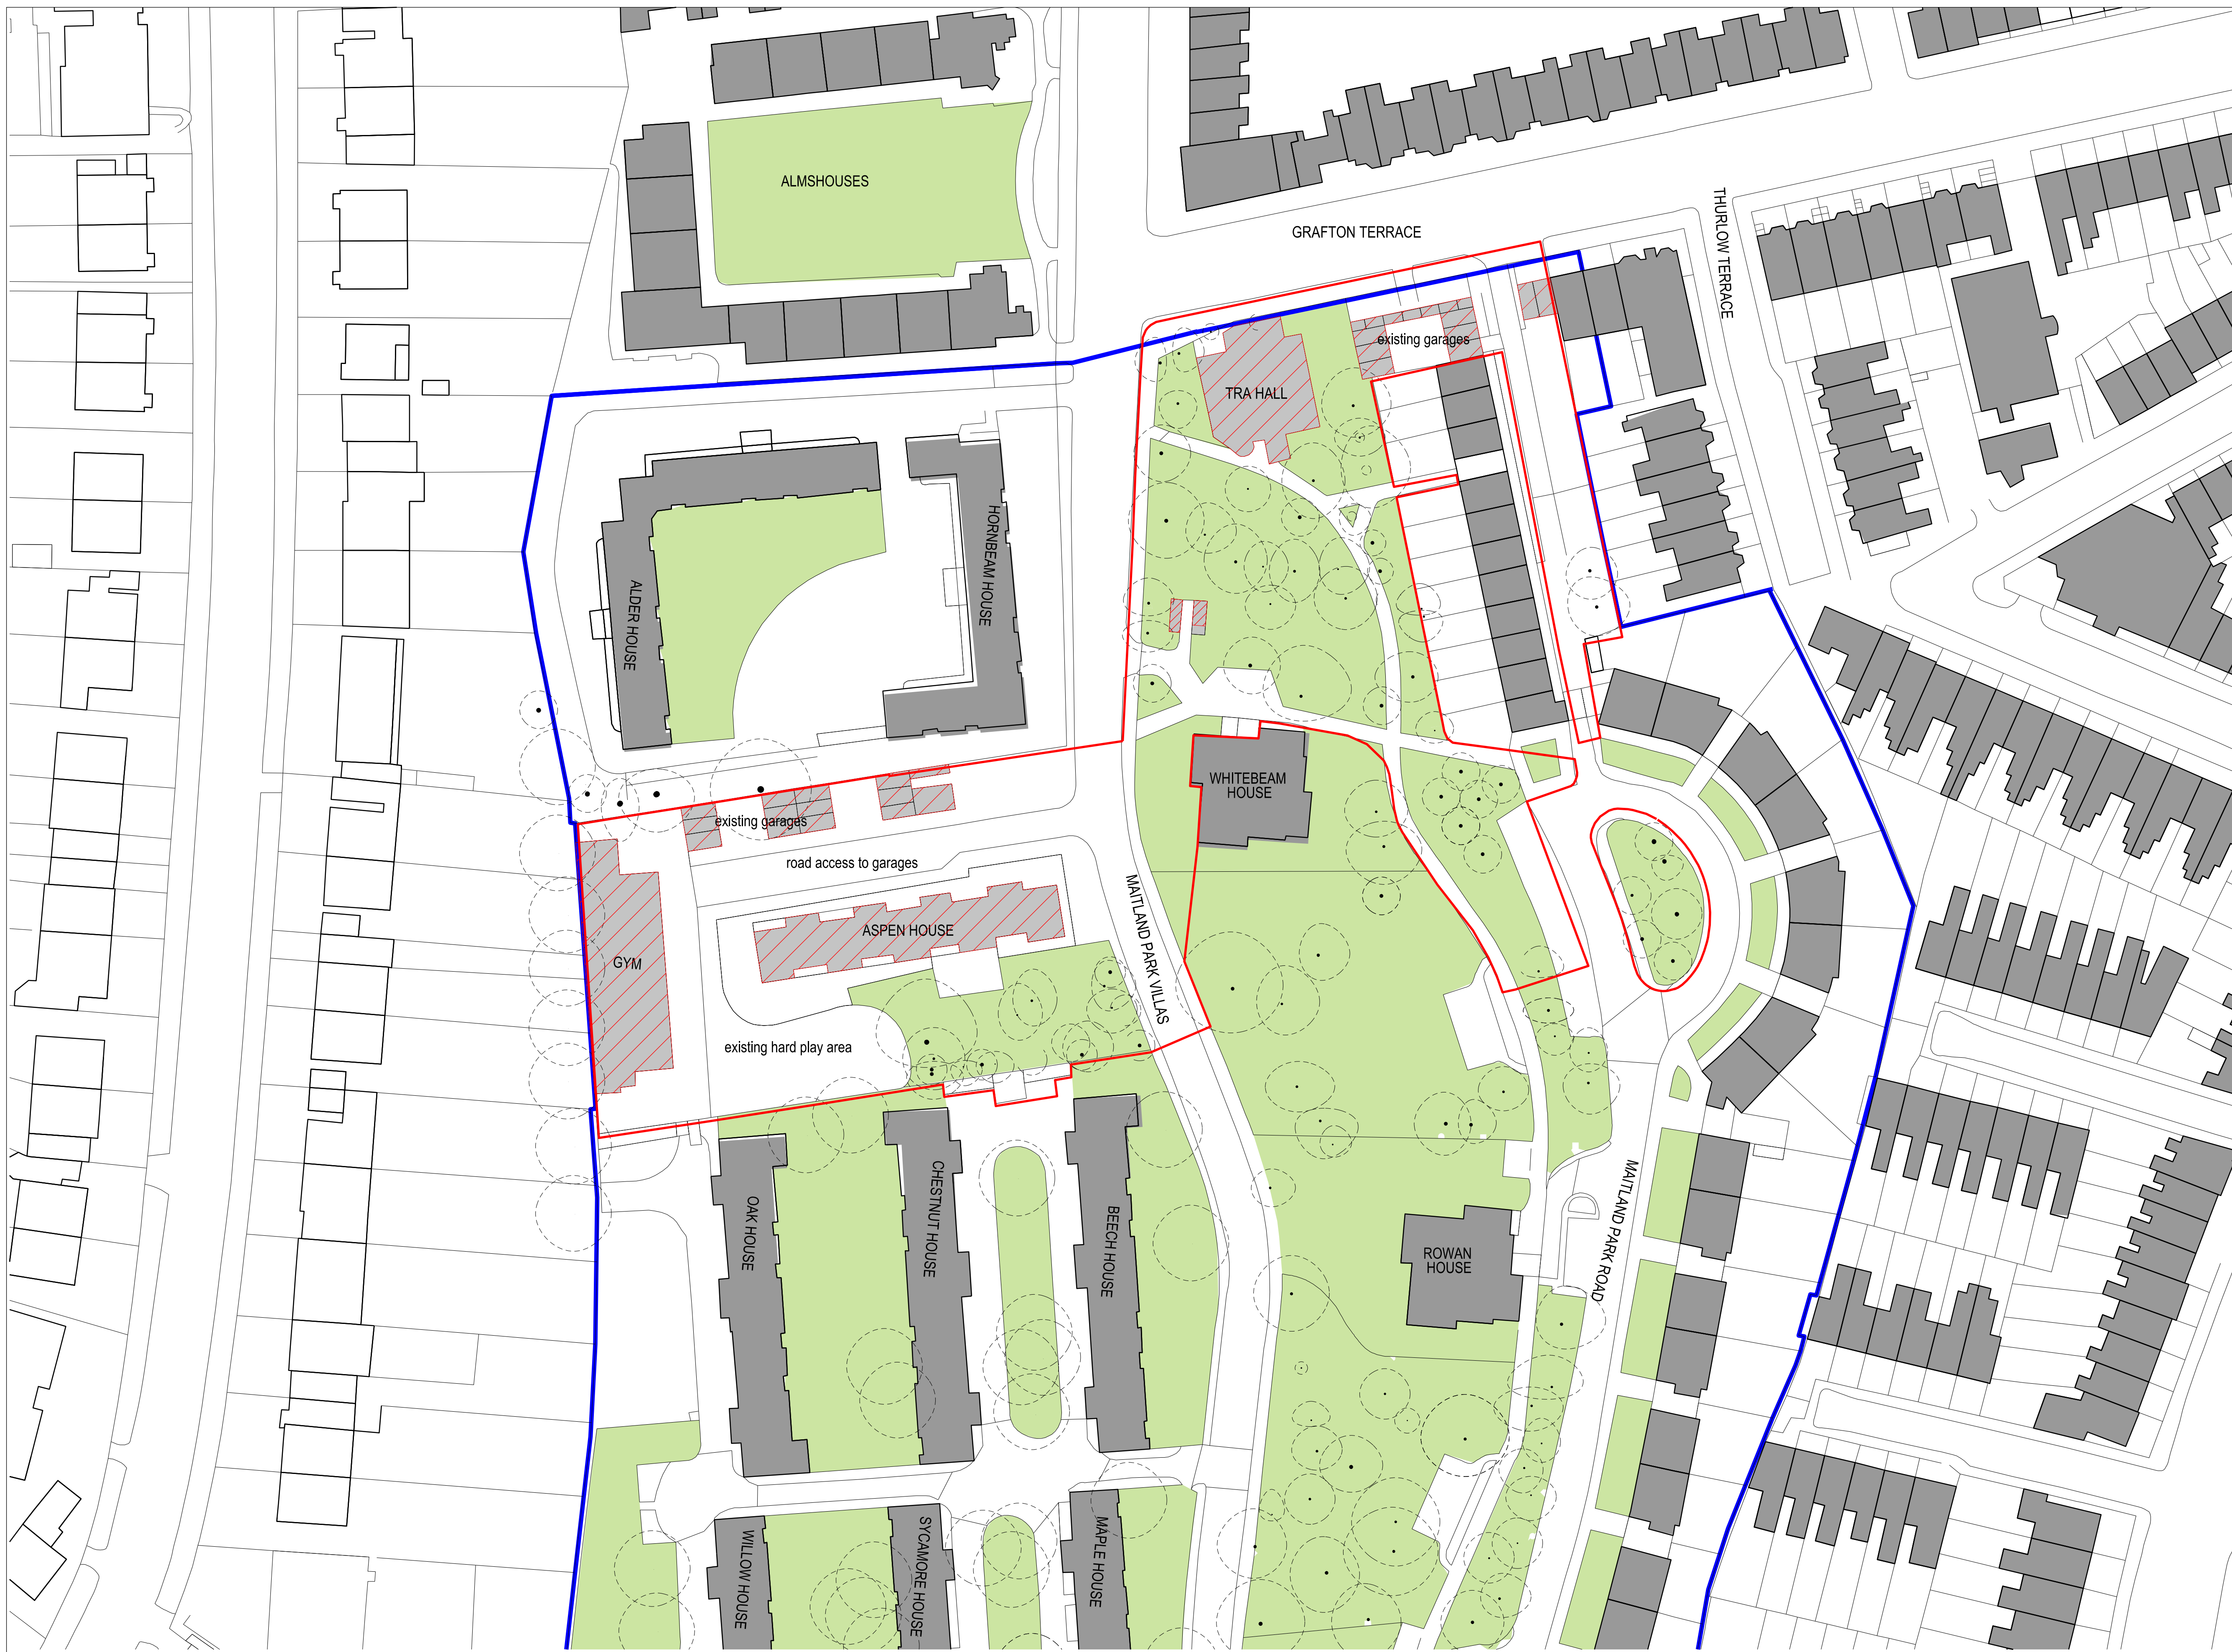 ALMSHOUSES
GRAFTON TERRACE
THURLOW TERRACE
existing garages
TRA HALL
HORNBEAM HOUSE
ALDER HOUSE
WHITEBEAM
HOUSE
existing garages
road access to garages
ASPEN HOUSE
GYM
MAITLAND PARK VILLAS
existing hard play area
OAK HOUSE
CHESTNUT HOUSE
BEECH HOUSE
ROWAN
HOUSE
MAITLAND PARK ROAD
WILLOW HOUSE
SYCAMORE HOUSE
MAPLE HOUSE